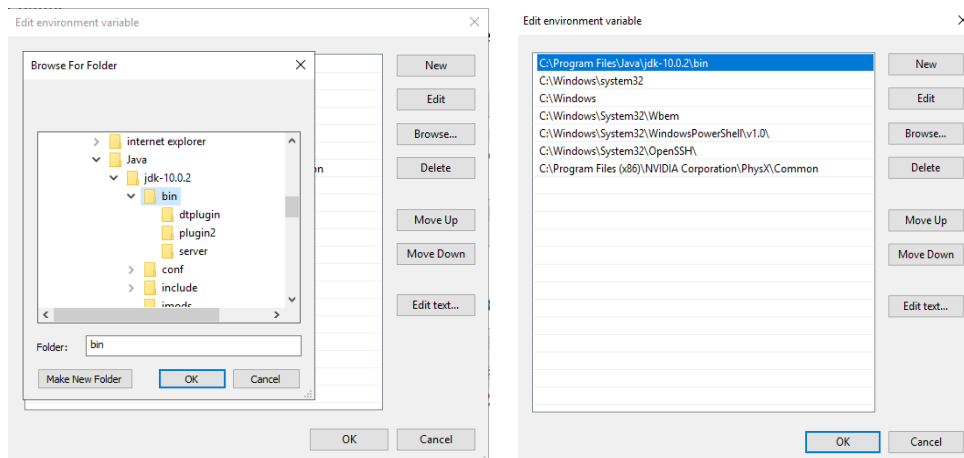 Edit environment variable
Browse For Folder
internet explorer
Java
jdk-10.0.2
bin
dtplugin
plugin2
server
conf
include
jmods
Folder:
bin
Make New Folder
OK
Cancel
New
Edit
Browse...
Delete
Move Up
Move Down
Edit text...
OK
Cancel
Edit environment variable
C:\Program Files\Java\jdk-10.0.2\bin
C:\Windows\system32
C:\Windows
C:\Windows\System32\Wbem
C:\Windows\System32\WindowsPowerShell\v1.0\
C:\Windows\System32\OpenSSH\
C:\Program Files (x86)\NVIDIA Corporation\PhysX\Common
New
Edit
Browse...
Delete
Move Up
Move Down
Edit text...
OK
Cancel